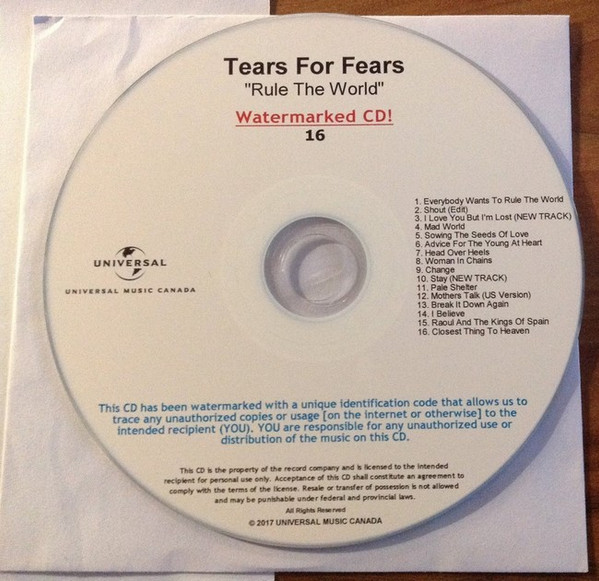 Tears For Fears
"Rule The World"
Watermarked CD!
16
1. Everybody Wants To Rule The World
2. Shout (Edit)
3. I Love You But I'm Lost (NEW TRACK)
4. Mad World
5. Sowing The Seeds Of Love
6. Advice For The Young At Heart
7. Head Over Heels
8. Woman In Chains
9. Change
10. Stay (NEW TRACK)
11. Pale Shelter
12. Mothers Talk (US Version)
13. Break It Down Again
14. I Believe
15. Raoul And The Kings Of Spain
16. Closest Thing To Heaven
UNIVERSAL
UNIVERSAL MUSIC CANADA
This CD has been watermarked with a unique identification code that allows us to
trace any unauthorized copies or usage [on the internet or otherwise] to the
intended recipient (YOU). YOU are responsible for any unauthorized use or
distribution of the music on this CD.
This CD is the property of the record company and is licensed to the intended
recipient for personal use only. Acceptance of this CD shall constitute an agreement to
comply with the terms of the license. Resale or transfer of possession is not allowed
and may be punishable under federal and provincial laws.
All Rights Reserved
© 2017 UNIVERSAL MUSIC CANADA